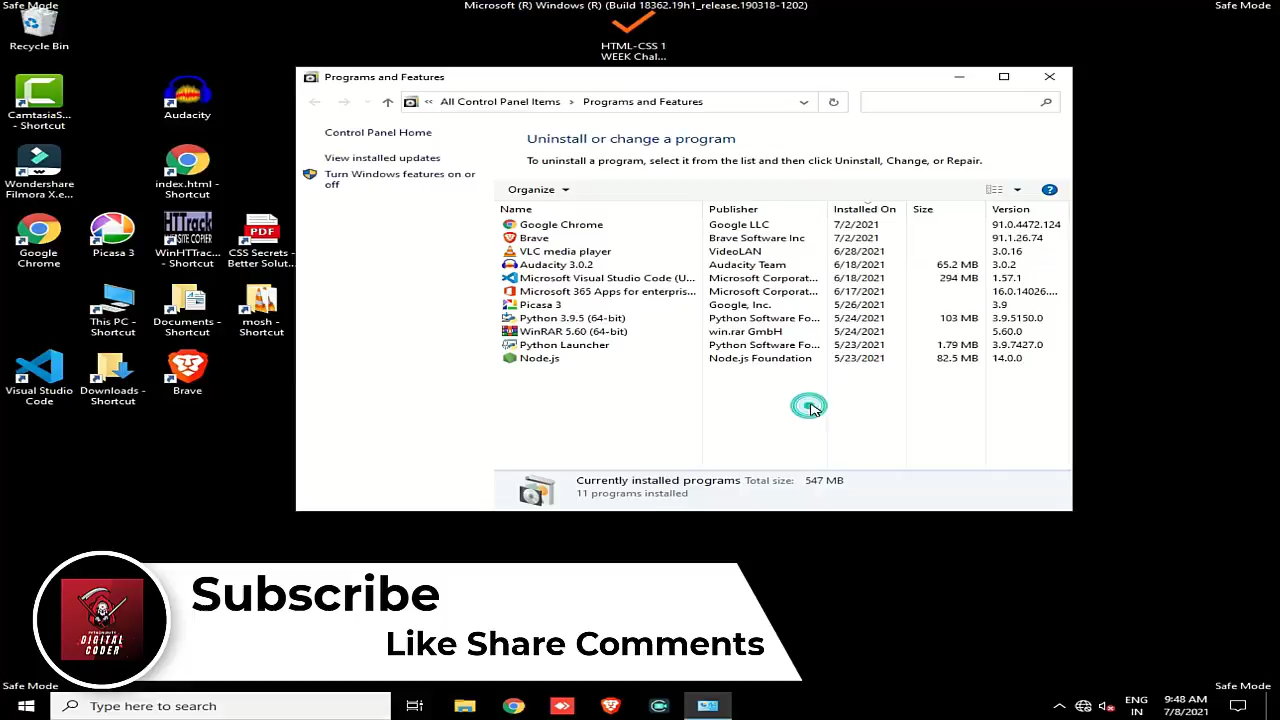 Safe Mode
Microsoft (R) Windows (R) (Build 18362.19h1_release.190318-1202)
Safe Mode
Recycle Bin
HTML-CSS 1
WEEK Chal...
CamtasiaS...
- Shortcut
Audacity
Wondershare
Filmora X.e...
index.html -
Shortcut
Google
Chrome
Picasa 3
HTTrack
WEBSITE COPIER
WinHTTrac...
- Shortcut
PDF
CSS Secrets -
Better Solut...
This PC -
Shortcut
Documents -
Shortcut
mosh -
Shortcut
Visual Studio
Code
Downloads -
Shortcut
Brave
Programs and Features
« All Control Panel Items > Programs and Features
Control Panel Home
View installed updates
Turn Windows features on or
off
Uninstall or change a program
To uninstall a program, select it from the list and then click Uninstall, Change, or Repair.
Organize
Name Publisher Installed On Size Version
Google Chrome Google LLC 7/2/2021 91.0.4472.124
Brave Brave Software Inc 7/2/2021 91.1.26.74
VLC media player VideoLAN 6/28/2021 3.0.16
Audacity 3.0.2 Audacity Team 6/18/2021 65.2 MB 3.0.2
Microsoft Visual Studio Code (U... Microsoft Corporat... 6/18/2021 294 MB 1.57.1
Microsoft 365 Apps for enterpris... Microsoft Corporat... 6/17/2021 16.0.14026....
Picasa 3 Google, Inc. 5/26/2021 3.9
Python 3.9.5 (64-bit) Python Software Fo... 5/24/2021 103 MB 3.9.5150.0
WinRAR 5.60 (64-bit) win.rar GmbH 5/24/2021 5.60.0
Python Launcher Python Software Fo... 5/23/2021 1.79 MB 3.9.7427.0
Node.js Node.js Foundation 5/23/2021 82.5 MB 14.0.0
Currently installed programs Total size: 547 MB
11 programs installed
Subscribe
Like Share Comments
DIGITAL
CODER
Safe Mode
Safe Mode
Type here to search
ENG
IN
9:48 AM
7/8/2021